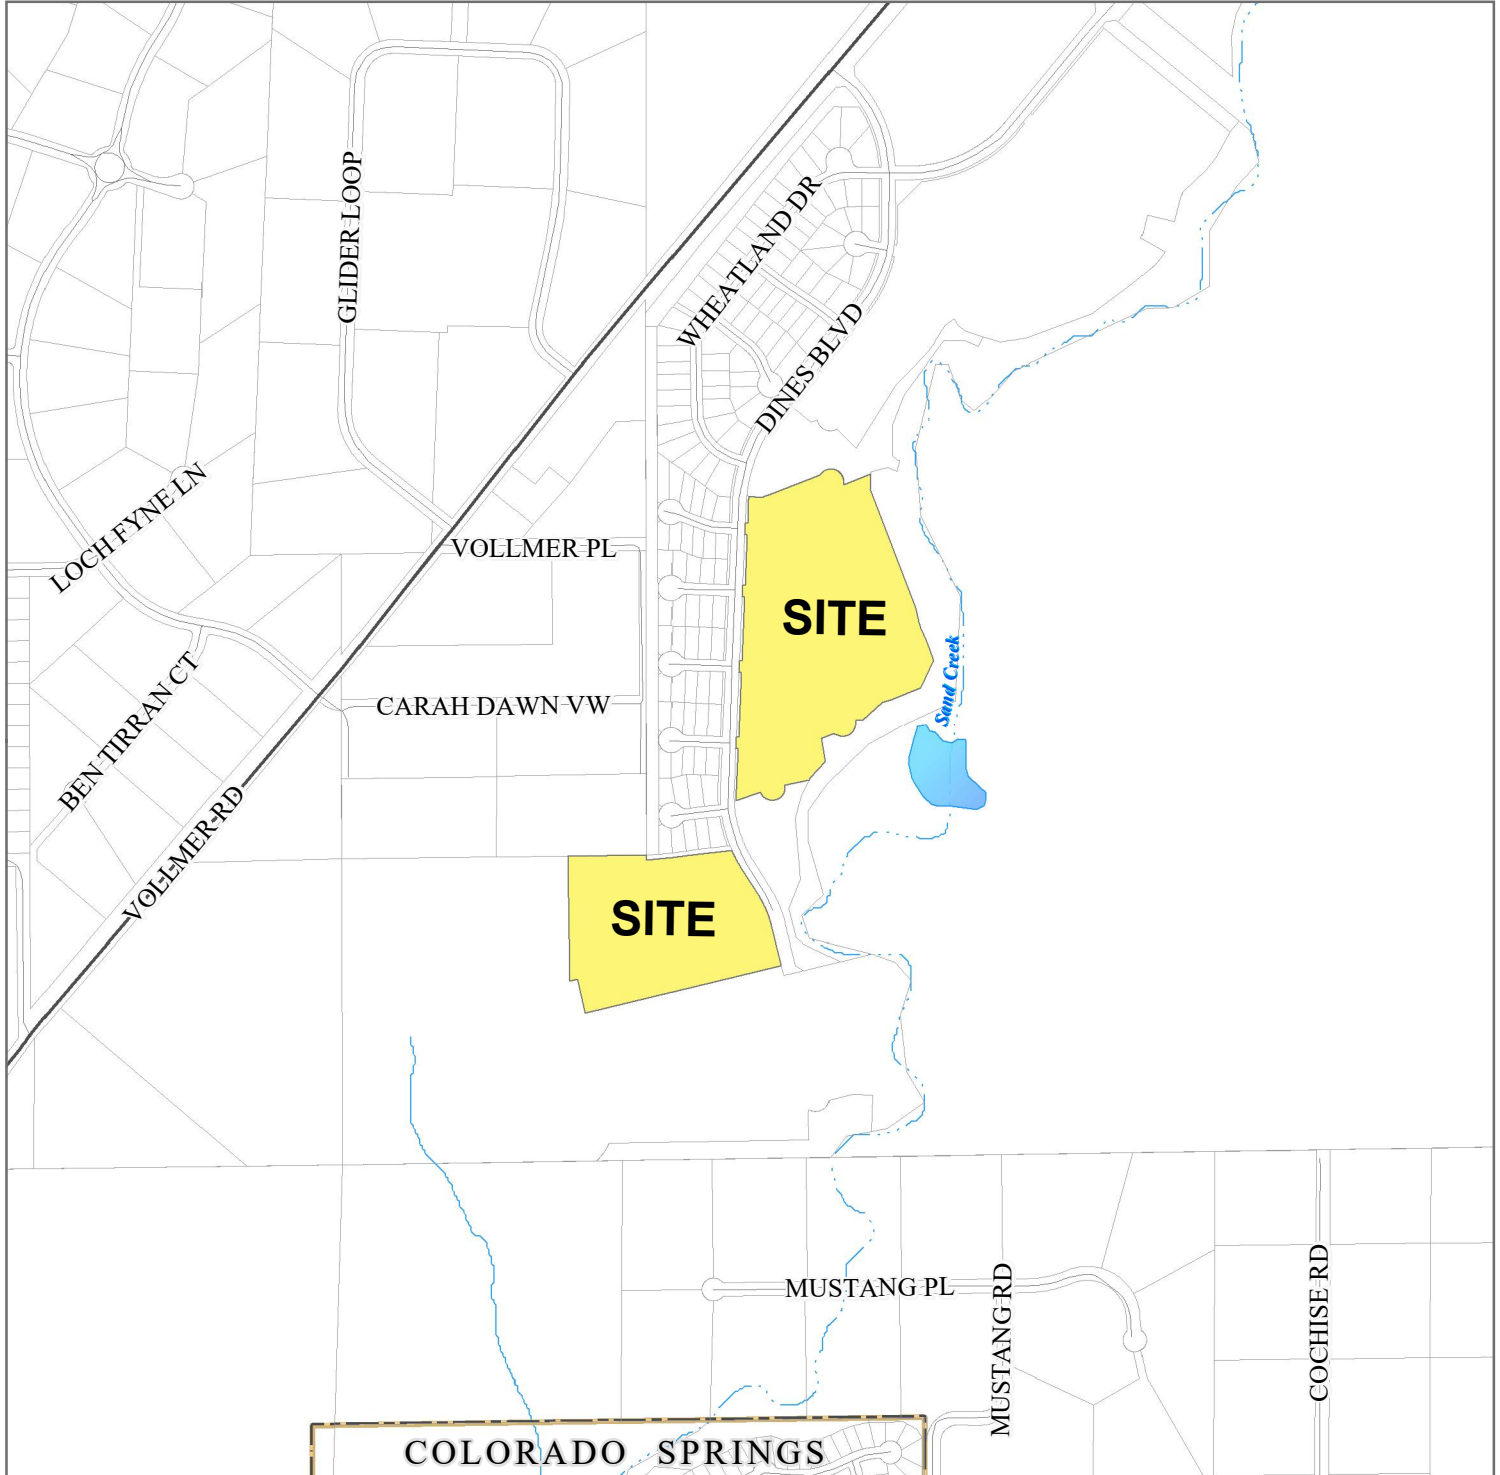 GLIDER LOOP
WHEATLAND DR
DINES BLVD
LOCH FYNE LN
VOLLMER PL
SITE
Sand Creek
BEN TIRRAN CT
CARAH DAWN VW
VOLLMER RD
SITE
MUSTANG PL
MUSTANG RD
COCHISE RD
COLORADO SPRINGS